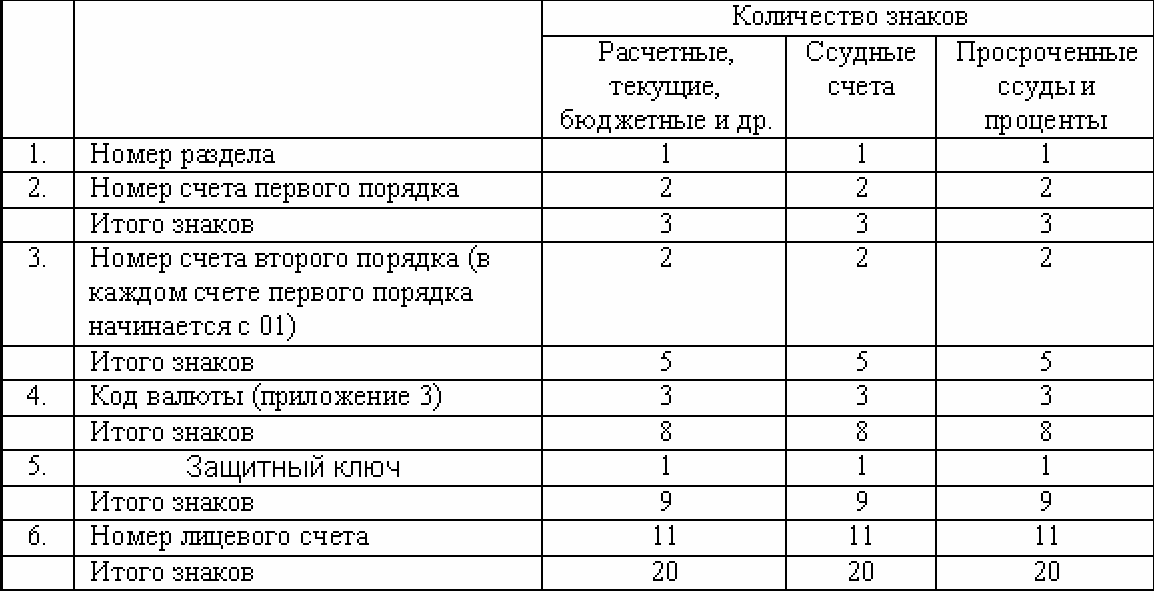 Количество знаков
Расчетные, текущие, бюджетные и др.
Ссудные счета
Просроченные ссуды и проценты
1. Номер раздела 1 1 1
2. Номер счета первого порядка 2 2 2
Итого знаков 3 3 3
3. Номер счета второго порядка (в 2 2 2
каждом счете первого порядка
начинается с 01)
Итого знаков 5 5 5
4. Код валюты (приложение 3) 3 3 3
Итого знаков 8 8 8
5. Защитный ключ 1 1 1
Итого знаков 9 9 9
6. Номер лицевого счета 11 11 11
Итого знаков 20 20 20